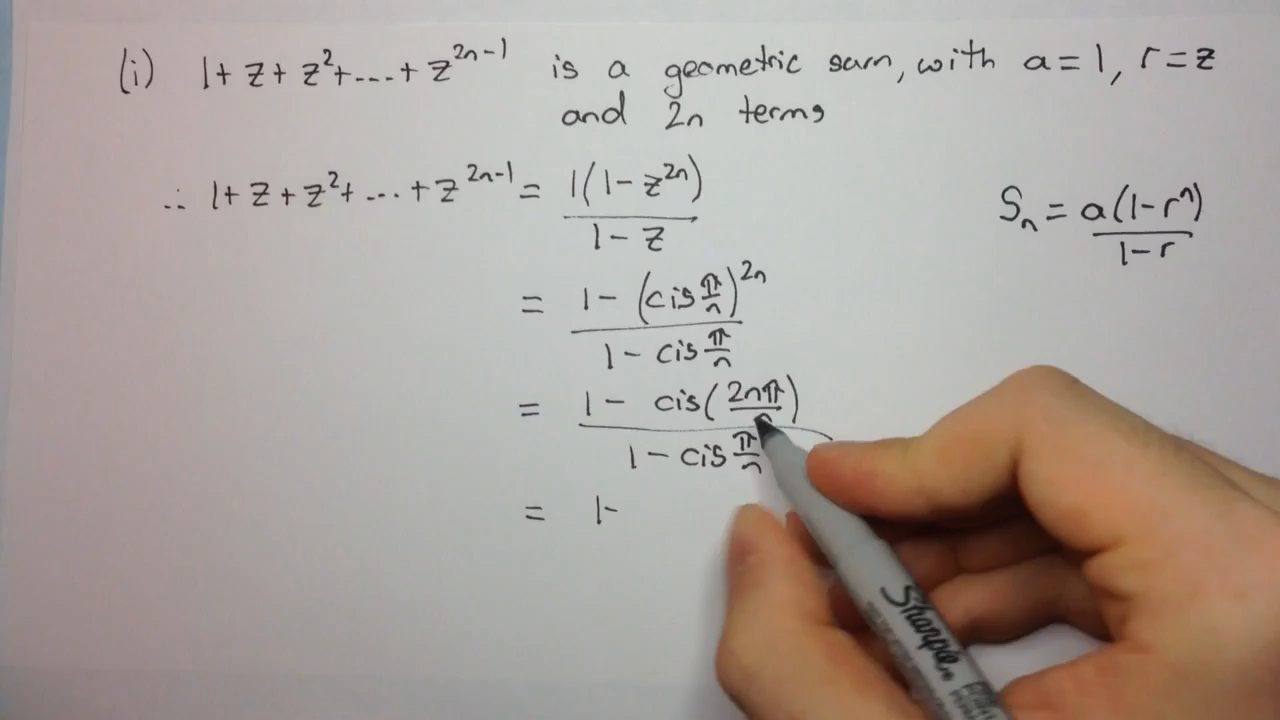 (i) 1 + z + z² + ... + z^(2n-1) is a geometric sum, with a = 1, r = z
and 2n terms
∴ 1 + z + z² + ... + z^(2n-1) = 1(1 - z^(2n)) / (1 - z)
Sₙ = a(1 - rⁿ) / (1 - r)
= (1 - (cis π/n)^(2n)) / (1 - cis π/n)
= (1 - cis(2nπ/n)) / (1 - cis π/n)
= 1-
Sharpie